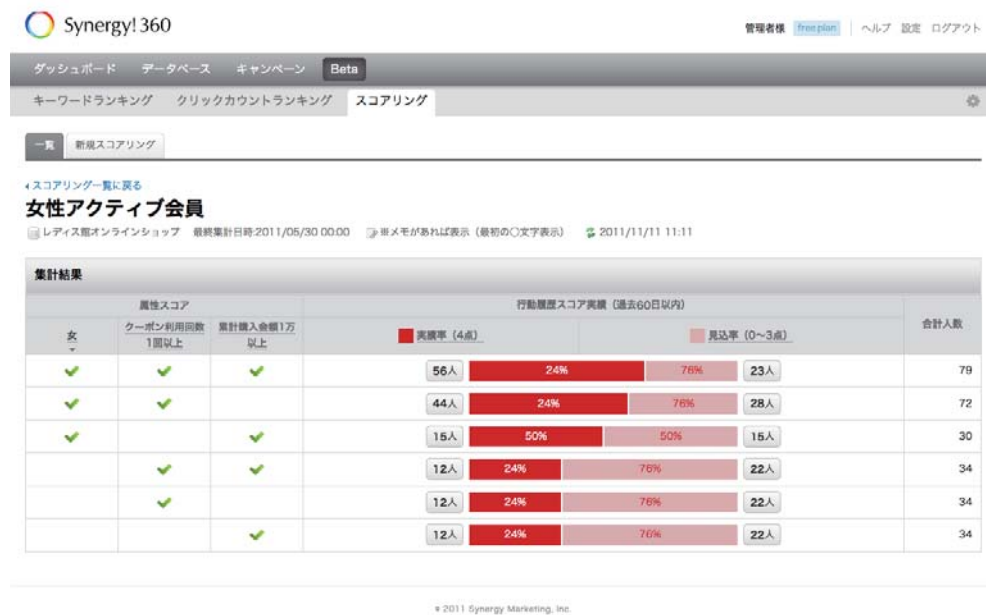 Synergy!360
管理者様 free plan ヘルプ 設定 ログアウト
ダッシュボード データベース キャンペーン Beta
キーワードランキング クリックカウントランキング スコアリング
一覧 新規スコアリング
スコアリング一覧に戻る
女性アクティブ会員
レディス館オンラインショップ 最終集計日時:2011/05/30 00:00 ※メモがあれば表示（最初の○文字表示） 2011/11/11 11:11
集計結果
属性スコア 行動履歴スコア実績（過去60日以内） 合計人数
女 クーポン利用回数1回以上 累計購入金額1万以上 実績率（4点） 見込率（0〜3点）
56人 24% 76% 23人 79
44人 24% 76% 28人 72
15人 50% 50% 15人 30
12人 24% 76% 22人 34
12人 24% 76% 22人 34
12人 24% 76% 22人 34
© 2011 Synergy Marketing, Inc.